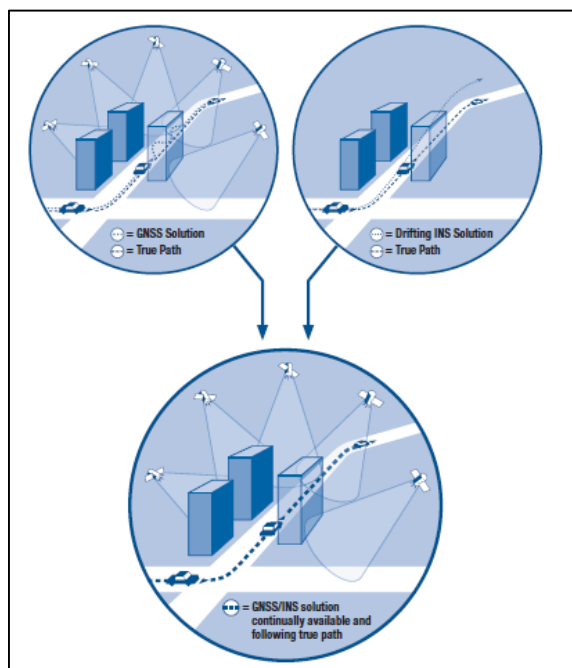 = GNSS Solution
= True Path
= Drifting INS Solution
= True Path
= GNSS/INS solution
continually available and
following true path